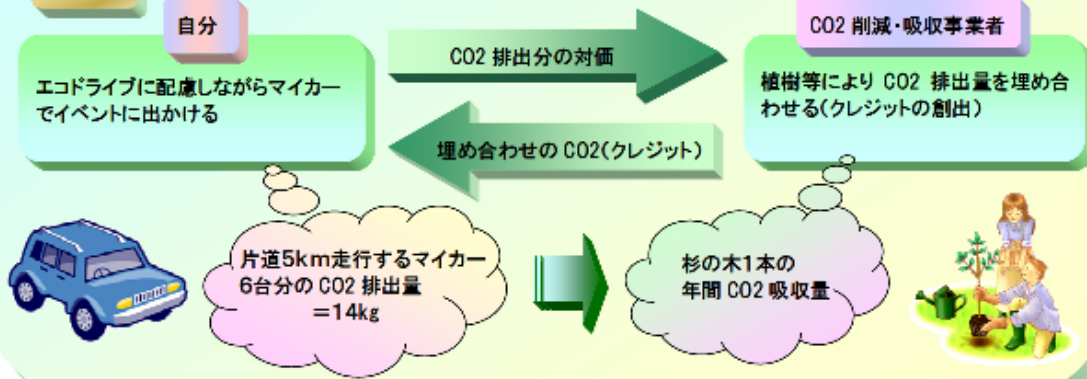 自分
CO2 削減・吸収事業者
エコドライブに配慮しながらマイカー
でイベントに出かける
CO2 排出分の対価
植樹等により CO2 排出量を埋め合
わせる(クレジットの創出)
埋め合わせの CO2(クレジット)
片道5km走行するマイカー
6台分の CO2 排出量
=14kg
杉の木1本の
年間 CO2 吸収量